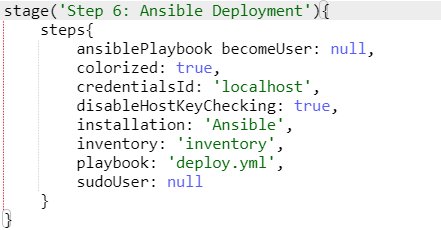 stage('Step 6: Ansible Deployment'){
steps{
ansiblePlaybook becomeUser: null,
colorized: true,
credentialsId: 'localhost',
disableHostKeyChecking: true,
installation: 'Ansible',
inventory: 'inventory',
playbook: 'deploy.yml',
sudoUser: null
}
}